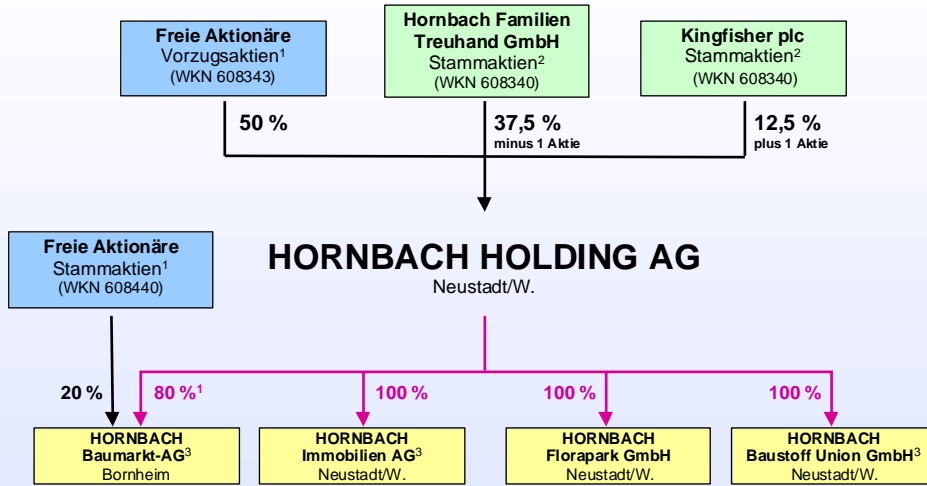 Freie Aktionäre
Vorzugsaktien¹
(WKN 608343)
Hornbach Familien
Treuhand GmbH
Stammaktien²
(WKN 608340)
Kingfisher plc
Stammaktien²
(WKN 608340)
50 %
37,5 %
minus 1 Aktie
12,5 %
plus 1 Aktie
Freie Aktionäre
Stammaktien¹
(WKN 608440)
HORNBACH HOLDING AG
Neustadt/W.
20 %
80 %¹
100 %
100 %
100 %
HORNBACH
Baumarkt-AG³
Bornheim
HORNBACH
Immobilien AG³
Neustadt/W.
HORNBACH
Florapark GmbH
Neustadt/W.
HORNBACH
Baustoff Union GmbH³
Neustadt/W.